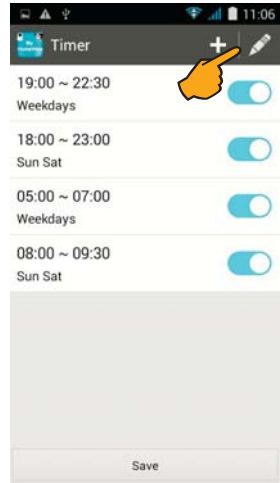 11:06
Timer
19:00 ~ 22:30
Weekdays
18:00 ~ 23:00
Sun Sat
05:00 ~ 07:00
Weekdays
08:00 ~ 09:30
Sun Sat
Save